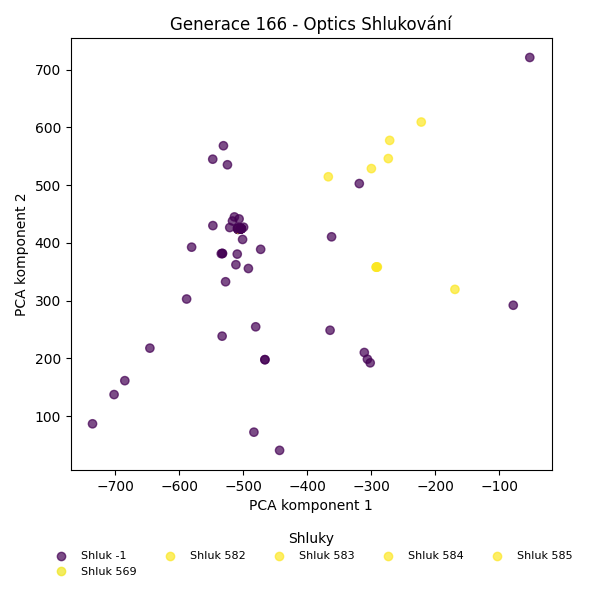 Generace 166 - Optics Shlukování
700
600
500
400
300
200
100
PCA komponent 2
−700 −600 −500 −400 −300 −200 −100
PCA komponent 1
Shluky
Shluk -1 Shluk 582 Shluk 583 Shluk 584 Shluk 585
Shluk 569